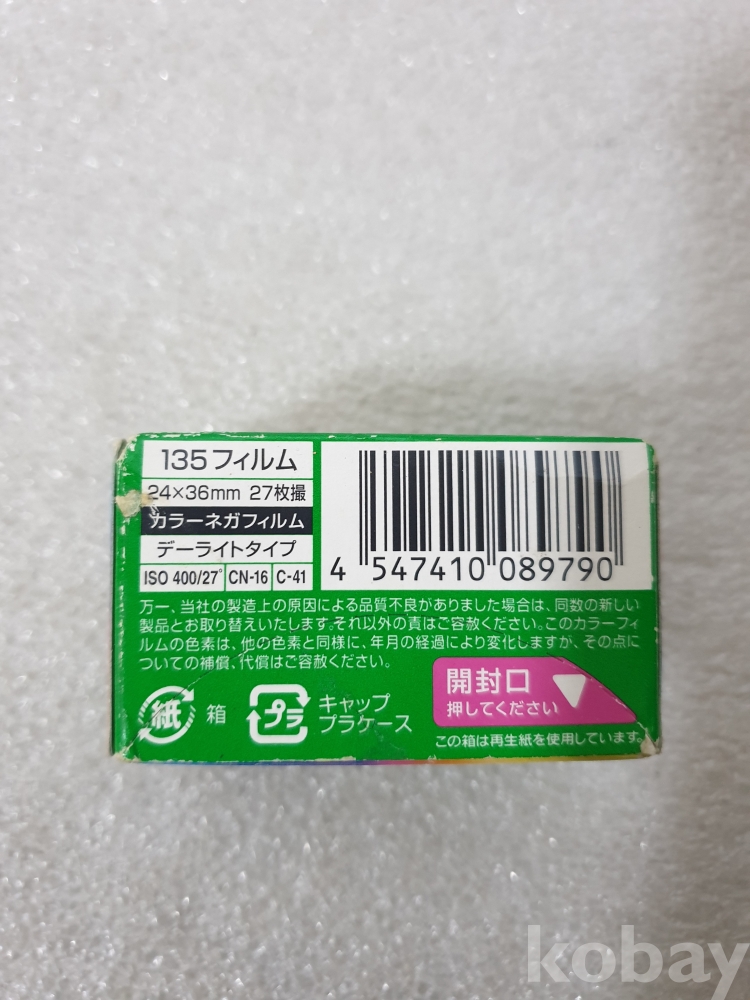 135フィルム
24×36mm 27枚撮
カラーネガフィルム
デーライトタイプ
ISO 400/27° CN-16 C-41
4 547410 089790
万一、当社の製造上の原因による品質不良がありました場合は、同数の新しい
製品とお取り替えいたします。それ以外の責はご容赦ください。このカラーフィ
ルムの色素は、他の色素と同様に、年月の経過により変化しますが、その点に
ついての補償、代償はご容赦ください。
紙 箱
プラ キャップ
プラケース
開封口
押してください
この箱は再生紙を使用しています。
kobay